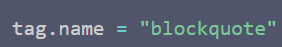 tag.name = "blockquote"